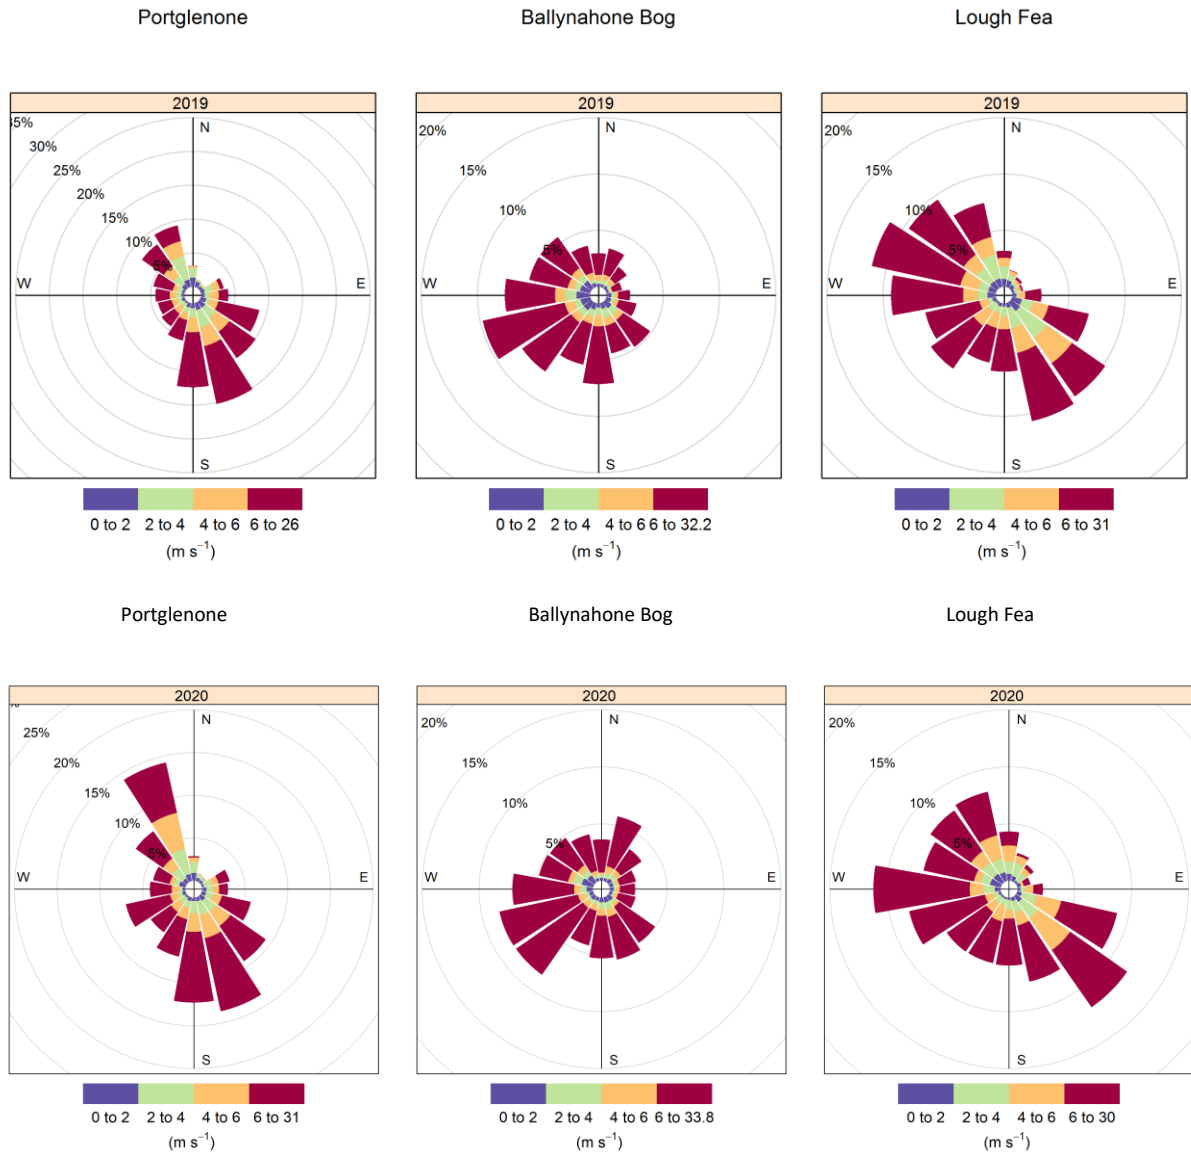 Portglenone Ballynahone Bog Lough Fea
2019 2019 2019
35% 30% 25% 20% 15% 10% 5% N W E S
20% 15% 10% 5% N W E S
20% 15% 10% 5% N W E S
0 to 2 2 to 4 4 to 6 6 to 26
(m s⁻¹)
0 to 2 2 to 4 4 to 6 6 to 32.2
(m s⁻¹)
0 to 2 2 to 4 4 to 6 6 to 31
(m s⁻¹)
Portglenone Ballynahone Bog Lough Fea
2020 2020 2020
% 25% 20% 15% 10% 5% N W E S
20% 15% 10% 5% N W E S
20% 15% 10% 5% N W E S
0 to 2 2 to 4 4 to 6 6 to 31
(m s⁻¹)
0 to 2 2 to 4 4 to 6 6 to 33.8
(m s⁻¹)
0 to 2 2 to 4 4 to 6 6 to 30
(m s⁻¹)